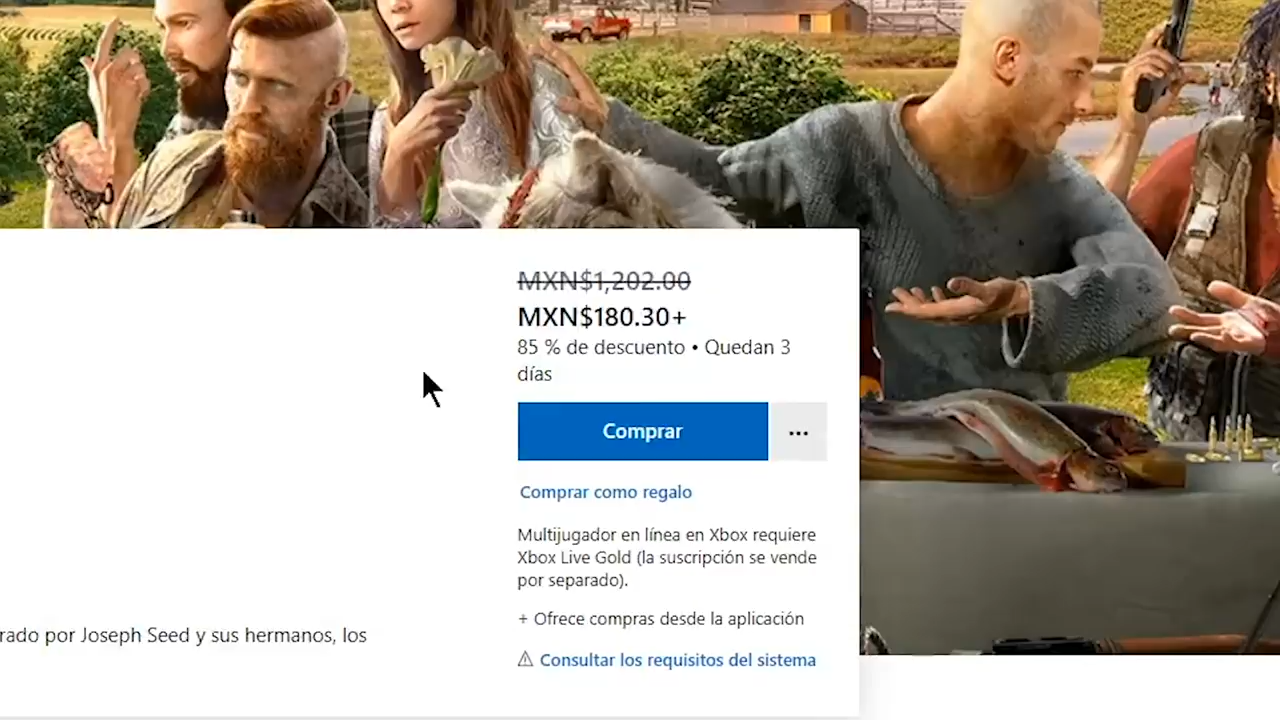 MXN$1,202.00
MXN$180.30+
85 % de descuento • Quedan 3
días
Comprar
Comprar como regalo
Multijugador en línea en Xbox requiere
Xbox Live Gold (la suscripción se vende
por separado).
+ Ofrece compras desde la aplicación
rado por Joseph Seed y sus hermanos, los
Consultar los requisitos del sistema